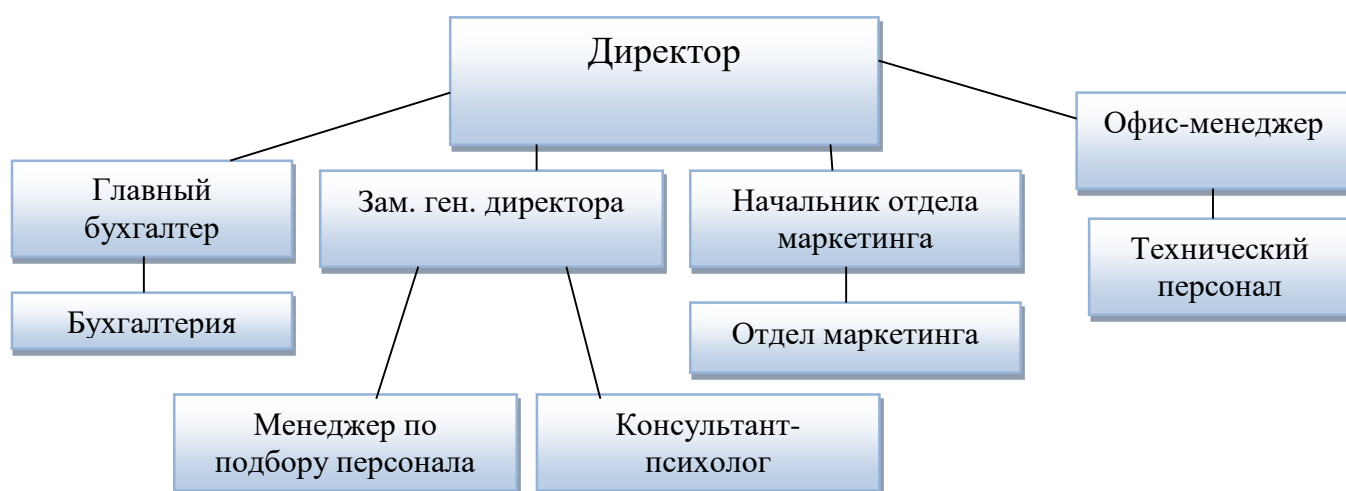 Директор
Офис-менеджер
Главный
бухгалтер
Зам. ген. директора
Начальник отдела
маркетинга
Технический
персонал
Бухгалтерия
Отдел маркетинга
Менеджер по
подбору персонала
Консультант-
психолог